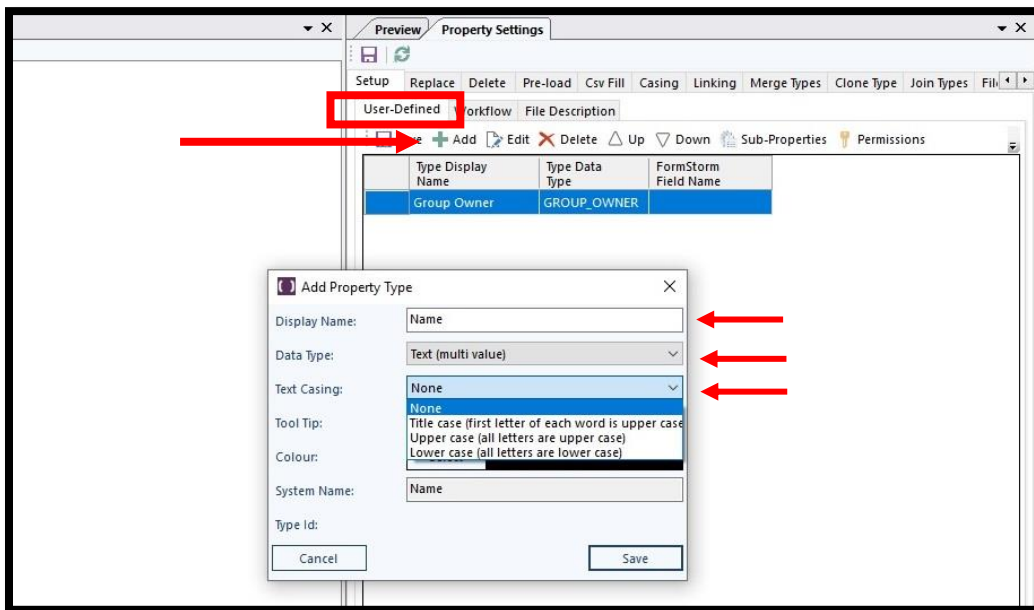 Preview Property Settings
Setup Replace Delete Pre-load Csv Fill Casing Linking Merge Types Clone Type Join Types
User-Defined Workflow File Description
Add Edit Delete Up Down Sub-Properties Permissions
Type Display Name Type Data Type FormStorm Field Name
Group Owner GROUP_OWNER
Add Property Type
Display Name: Name
Data Type: Text (multi value)
Text Casing: None
None
Tool Tip: Title case (first letter of each word is upper case
Upper case (all letters are upper case)
Colour: Lower case (all letters are lower case)
System Name: Name
Type Id:
Cancel Save